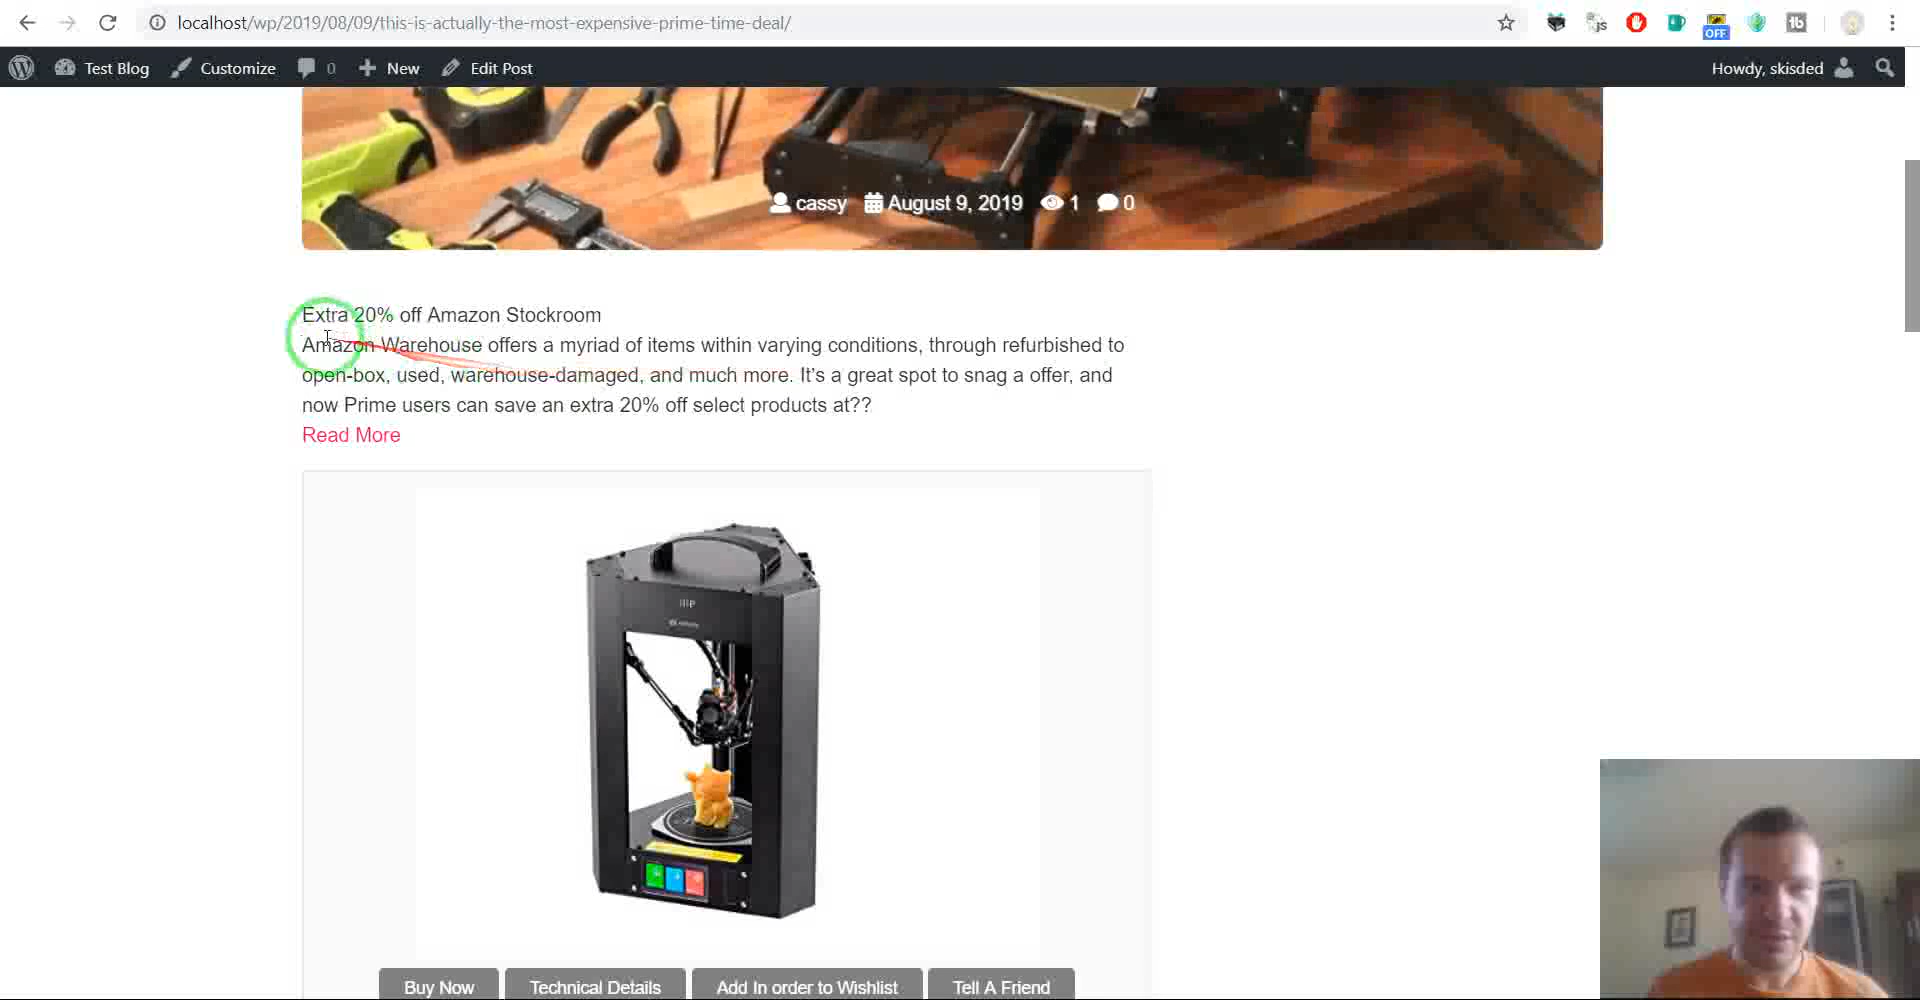 localhost/wp/2019/08/09/this-is-actually-the-most-expensive-prime-time-deal/
JS
OFF
Test Blog Customize 0 New Edit Post Howdy, skisded
cassy August 9, 2019 1 0
Extra 20% off Amazon Stockroom
Amazon Warehouse offers a myriad of items within varying conditions, through refurbished to
open-box, used, warehouse-damaged, and much more. It’s a great spot to snag a offer, and
now Prime users can save an extra 20% off select products at??
Read More
Buy Now Technical Details Add In order to Wishlist Tell A Friend